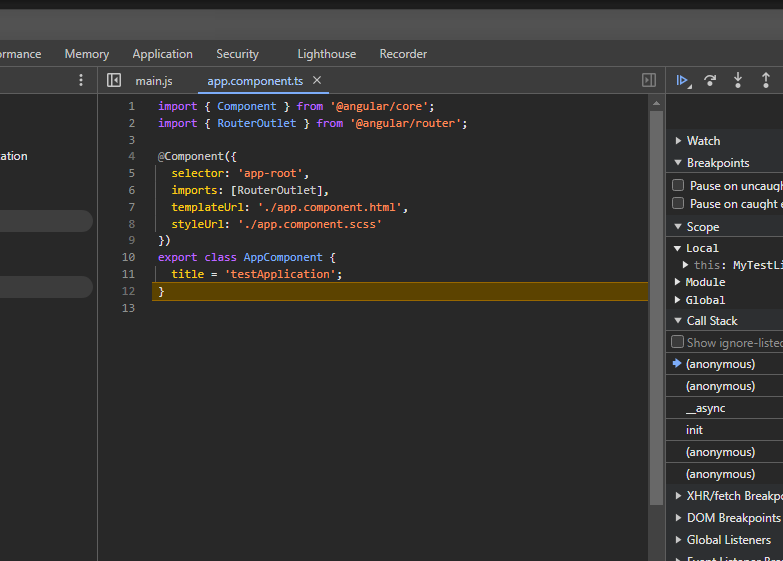 Memory Application Security Lighthouse Recorder
main.js app.component.ts ×
1 import { Component } from '@angular/core';
2 import { RouterOutlet } from '@angular/router';
3
4 @Component({
5 selector: 'app-root',
6 imports: [RouterOutlet],
7 templateUrl: './app.component.html',
8 styleUrl: './app.component.scss'
9 })
10 export class AppComponent {
11 title = 'testApplication';
12 }
13
ation
Watch
Breakpoints
Pause on uncaugh
Pause on caught e
Scope
Local
this: MyTestLi
Module
Global
Call Stack
Show ignore-listed
(anonymous)
(anonymous)
__async
init
(anonymous)
(anonymous)
XHR/fetch Breakpo
DOM Breakpoints
Global Listeners